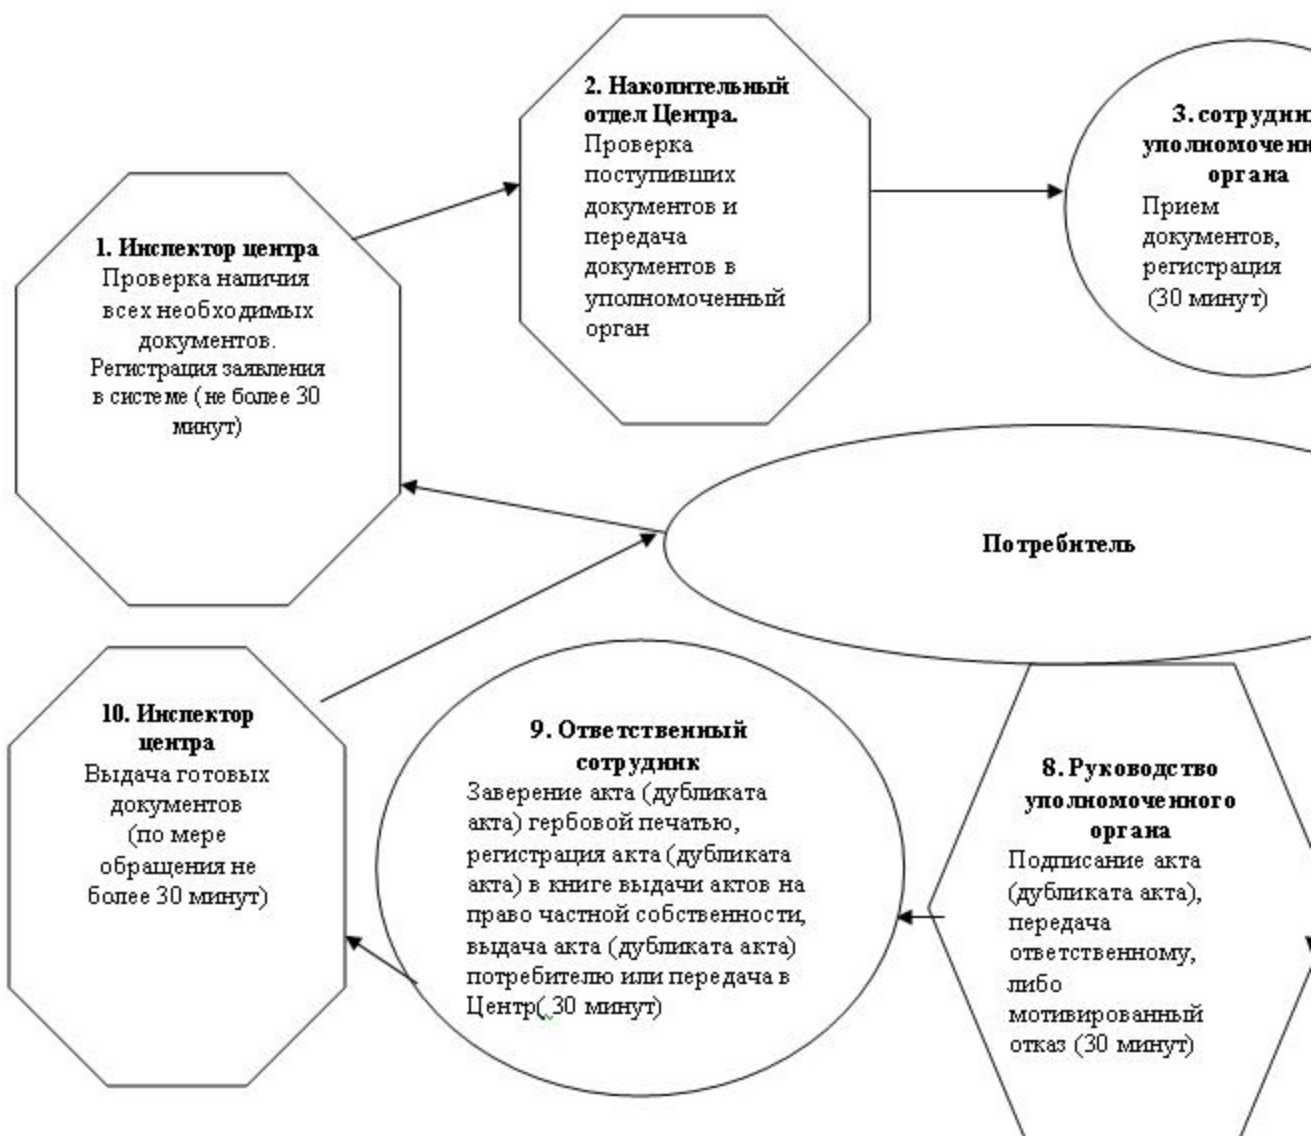 1. Инспектор центра
Проверка наличия
всех необходимых
документов.
Регистрация заявления
в системе (не более 30
минут)
2. Накопительный
отдел Центра.
Проверка
поступивших
документов и
передача
документов в
уполномоченный
орган
3. сотрудни
уполномоченн
органа
Прием
документов,
регистрация
(30 минут)
Потребитель
8. Руководство
уполномоченного
органа
Подписание акта
(дубликата акта),
передача
ответственному,
либо
мотивированный
отказ (30 минут)
9. Ответственный
сотрудник
Заверение акта (дубликата
акта) гербовой печатью,
регистрация акта (дубликата
акта) в книге выдачи актов на
право частной собственности,
выдача акта (дубликата акта)
потребителю или передача в
Центр( 30 минут)
10. Инспектор
центра
Выдача готовых
документов
(по мере
обращения не
более 30 минут)